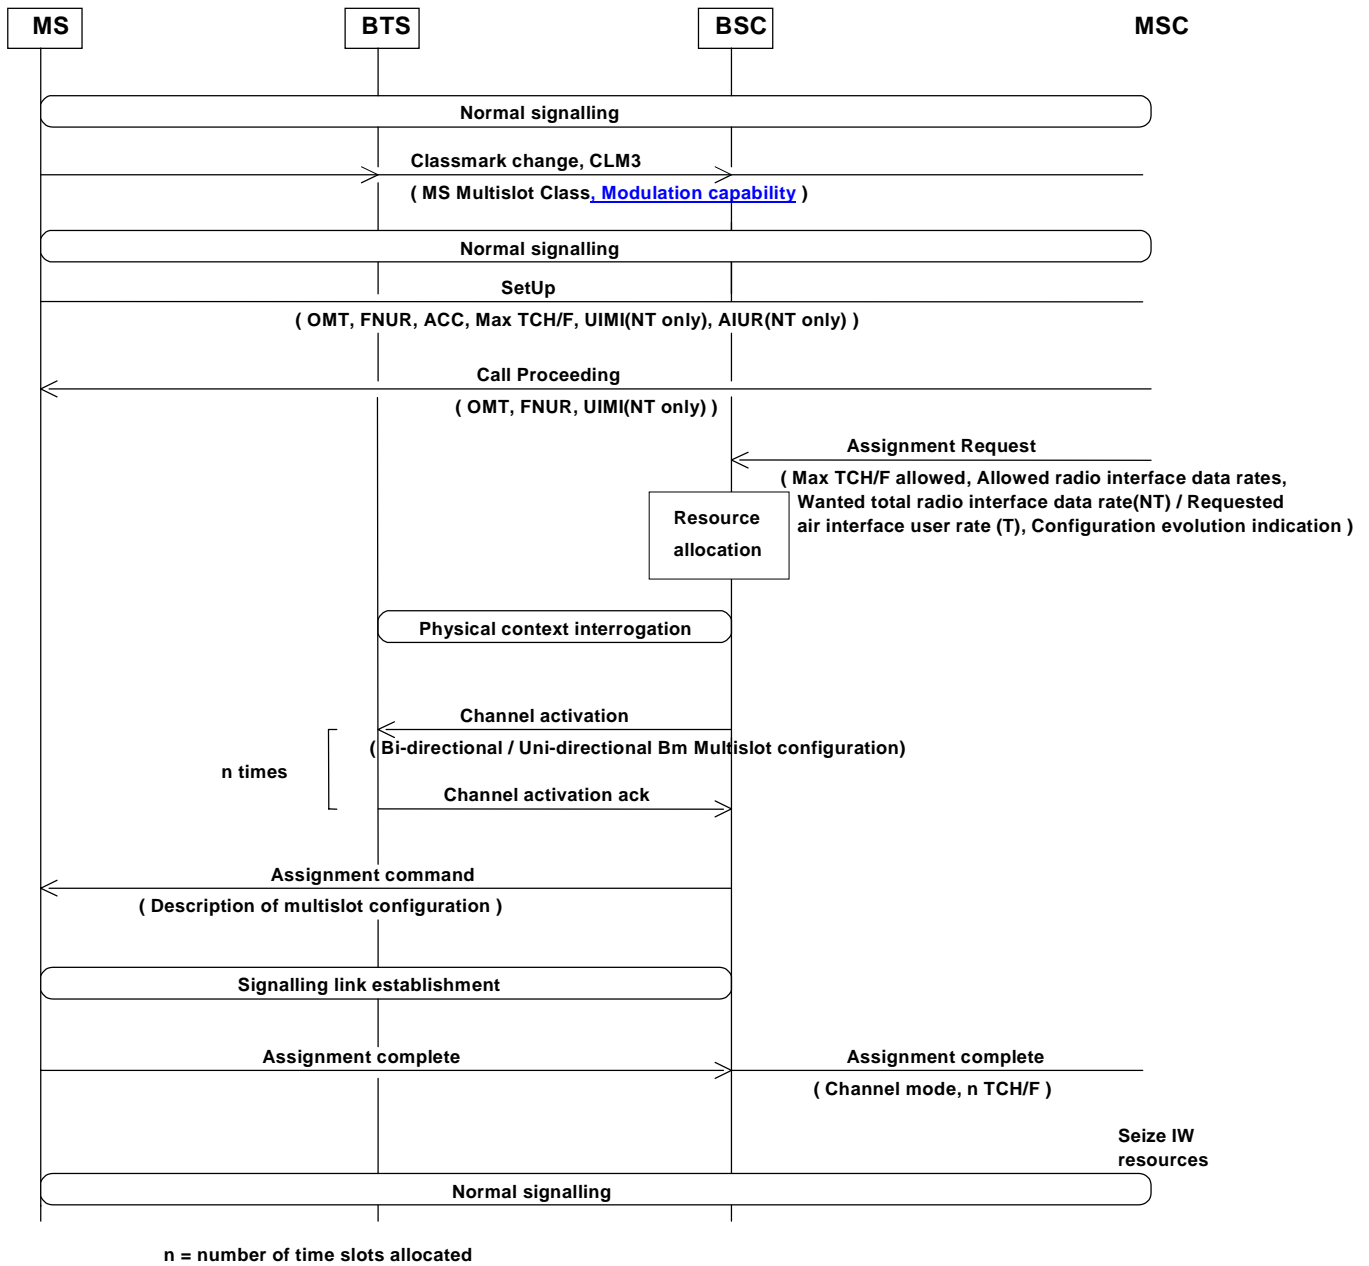 MS BTS BSC MSC
Normal signalling
Classmark change, CLM3
( MS Multislot Class, Modulation capability )
Normal signalling
SetUp
( OMT, FNUR, ACC, Max TCH/F, UIMI(NT only), AIUR(NT only) )
Call Proceeding
( OMT, FNUR, UIMI(NT only) )
Assignment Request
( Max TCH/F allowed, Allowed radio interface data rates,
Wanted total radio interface data rate(NT) / Requested
air interface user rate (T), Configuration evolution indication )
Resource
allocation
Physical context interrogation
Channel activation
( Bi-directional / Uni-directional Bm Multislot configuration)
n times
Channel activation ack
Assignment command
( Description of multislot configuration )
Signalling link establishment
Assignment complete
Assignment complete
( Channel mode, n TCH/F )
Seize IW
resources
Normal signalling
n = number of time slots allocated